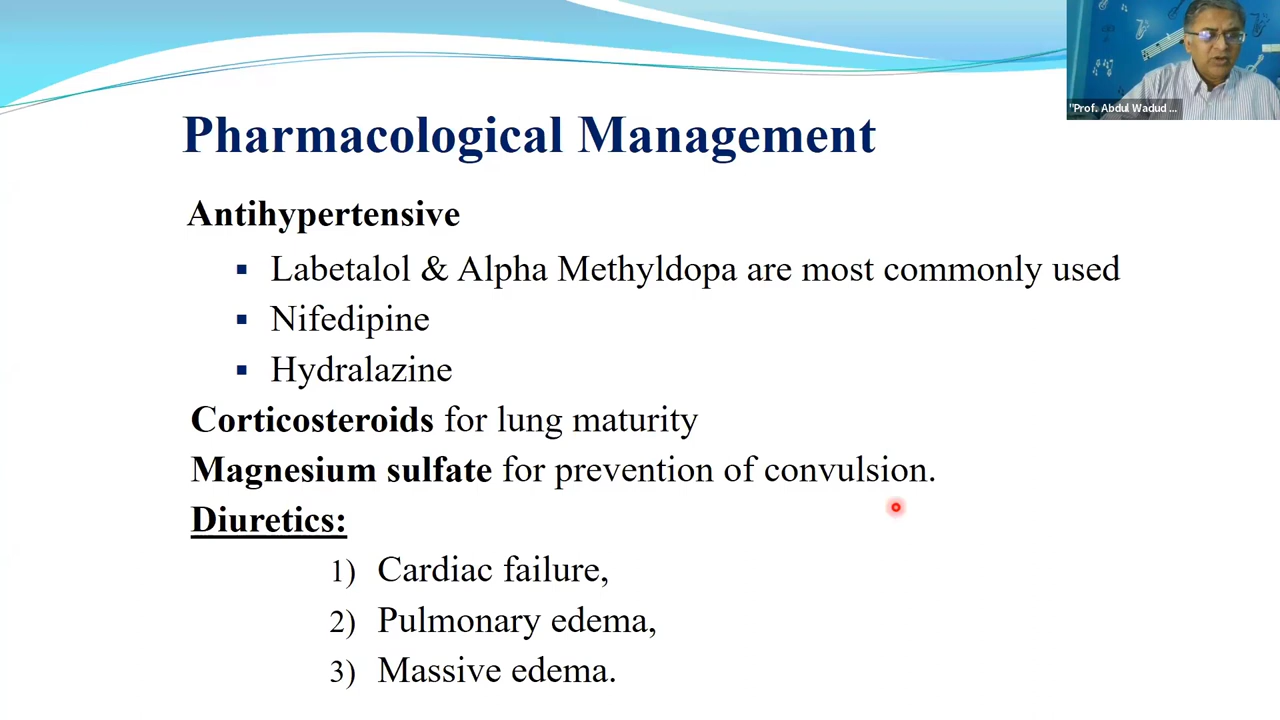 "Prof. Abdul Wadud ...
Pharmacological Management
Antihypertensive
▪ Labetalol & Alpha Methyldopa are most commonly used
▪ Nifedipine
▪ Hydralazine
Corticosteroids for lung maturity
Magnesium sulfate for prevention of convulsion.
Diuretics:
1) Cardiac failure,
2) Pulmonary edema,
3) Massive edema.